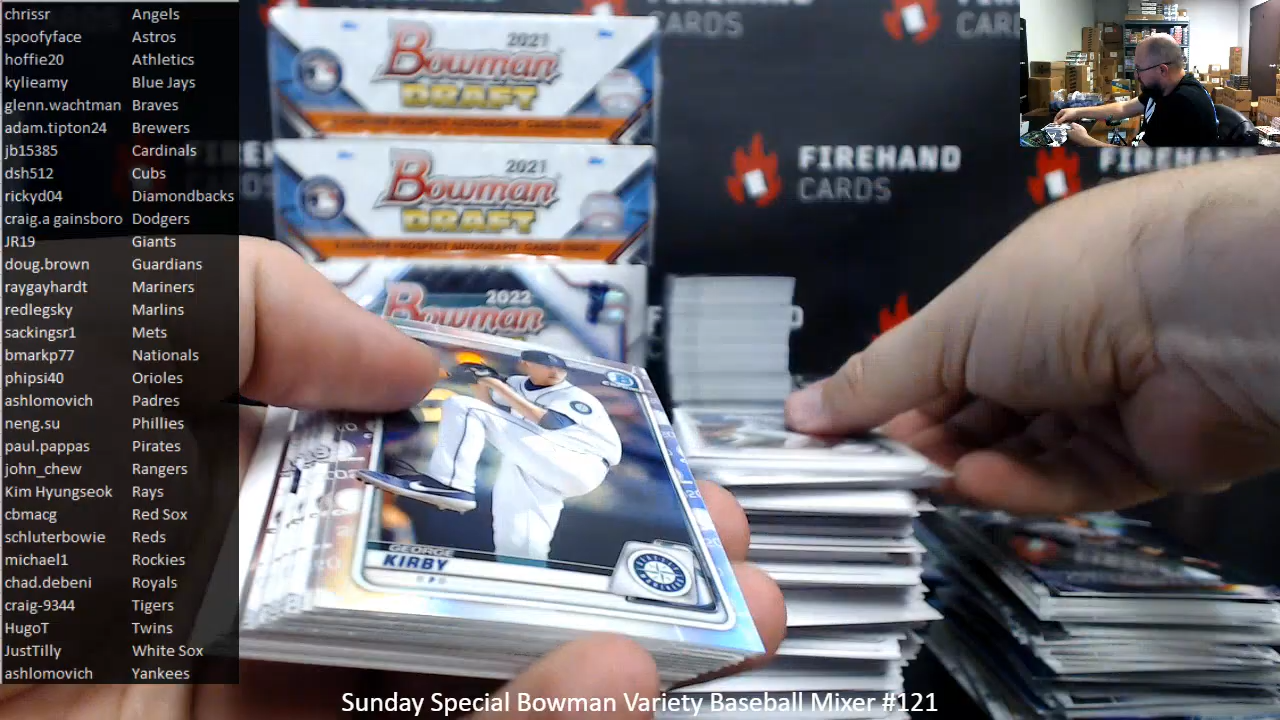 chrissr Angels
spoofyface Astros
hoffie20 Athletics
kylieamy Blue Jays
glenn.wachtman Braves
adam.tipton24 Brewers
jb15385 Cardinals
dsh512 Cubs
rickyd04 Diamondbacks
craig.a gainsboro Dodgers
JR19 Giants
doug.brown Guardians
raygayhardt Mariners
redlegsky Marlins
sackingsr1 Mets
bmarkp77 Nationals
phipsi40 Orioles
ashlomovich Padres
neng.su Phillies
paul.pappas Pirates
john_chew Rangers
Kim Hyungseok Rays
cbmacg Red Sox
schluterbowie Reds
michael1 Rockies
chad.debeni Royals
craig-9344 Tigers
HugoT Twins
JustTilly White Sox
ashlomovich Yankees
2021
Bowman
DRAFT
2021
Bowman
DRAFT
2022
Bowman
CARDS
FIREHAND
CARDS
FIREHAND
GEORGE
KIRBY
Sunday Special Bowman Variety Baseball Mixer #121